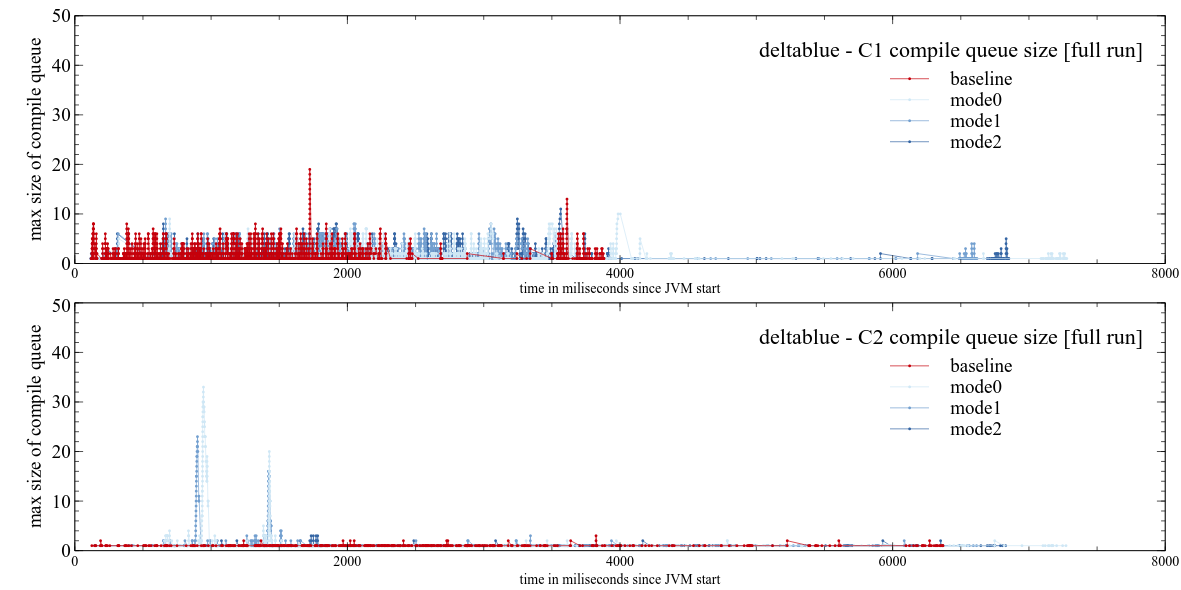 50
40
30
20
10
0
max size of compile queue
deltablue - C1 compile queue size [full run]
baseline
mode0
mode1
mode2
2000
4000
6000
8000
time in miliseconds since JVM start
50
40
30
20
10
0
max size of compile queue
deltablue - C2 compile queue size [full run]
baseline
mode0
mode1
mode2
0
2000
4000
6000
8000
time in miliseconds since JVM start